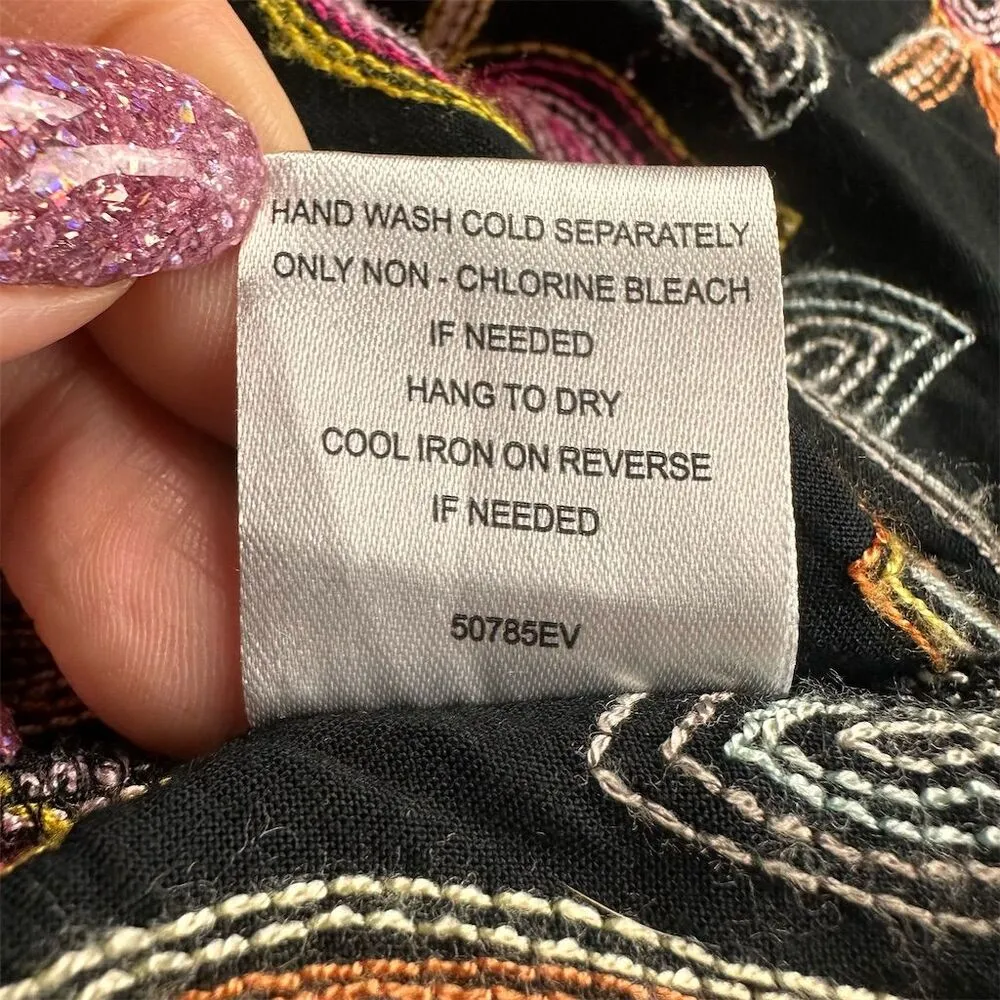 HAND WASH COLD SEPARATELY
ONLY NON - CHLORINE BLEACH
IF NEEDED
HANG TO DRY
COOL IRON ON REVERSE
IF NEEDED
50785EV